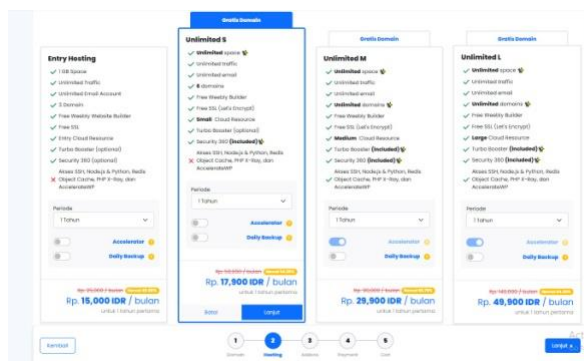 Gratis Domain
Entry Hosting
1 GB Space
Unlimited Traffic
Unlimited Email Account
3 Domain
Free Weebly Website Builder
Free SSL
Entry Cloud Resource
Turbo Booster (optional)
Security 360 (optional)
Akses SSH, Nodejs & Python, Redis
Object Cache, PHP X-Ray, dan
AccelerateWP
Periode
1 Tahun
Accelerator
Daily Backup
Rp. 15,000 IDR / bulan
untuk 1 tahun pertama
Unlimited S
Unlimited space
Unlimited traffic
Unlimited email
6 domains
Free Weebly Builder
Free SSL (Let's Encrypt)
Small Cloud Resource
Turbo Booster (optional)
Security 360 (Included)
Akses SSH, Nodejs & Python, Redis
Object Cache, PHP X-Ray, dan
AccelerateWP
Periode
1 Tahun
Accelerator
Daily Backup
Rp. 17,900 IDR / bulan
untuk 1 tahun pertama
Batal
Lanjut
Gratis Domain
Unlimited M
Unlimited space
Unlimited traffic
Unlimited email
Unlimited domains
Free Weebly Builder
Free SSL (Let's Encrypt)
Medium Cloud Resource
Turbo Booster (Included)
Security 360 (Included)
Akses SSH, Nodejs & Python, Redis
Object Cache, PHP X-Ray, dan
AccelerateWP
Periode
1 Tahun
Accelerator
Daily Backup
Rp. 29,900 IDR / bulan
untuk 1 tahun pertama
Gratis Domain
Unlimited L
Unlimited space
Unlimited traffic
Unlimited email
Unlimited domains
Free Weebly Builder
Free SSL (Let's Encrypt)
Large Cloud Resource
Turbo Booster (Included)
Security 360 (Included)
Akses SSH, Nodejs & Python, Redis
Object Cache, PHP X-Ray, dan
AccelerateWP
Periode
1 Tahun
Accelerator
Daily Backup
Rp. 49,900 IDR / bulan
untuk 1 tahun pertama
Kembali
1 2 3 4 5
Domain Hosting Addons Payment
Act
Lanjut